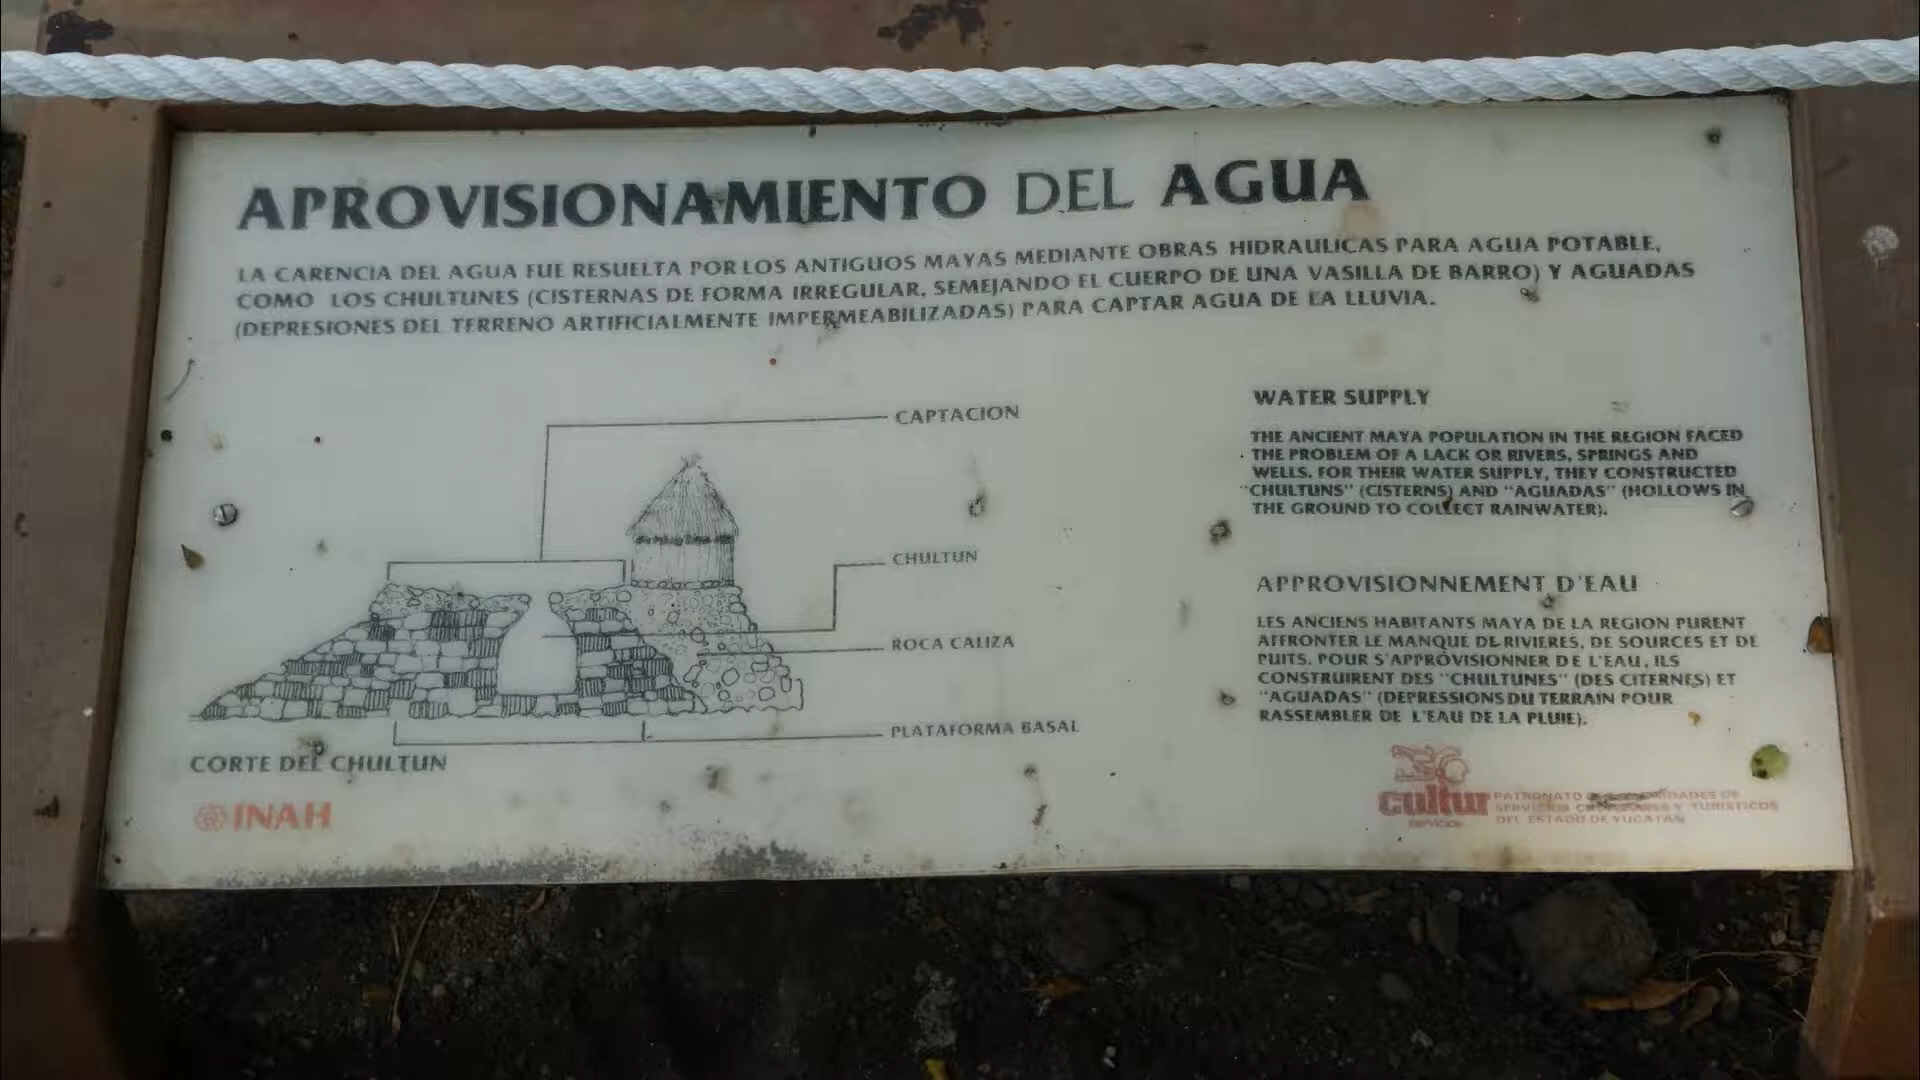 APROVISIONAMIENTO DEL AGUA
LA CARENCIA DEL AGUA FUE RESUELTA POR LOS ANTIGUOS MAYAS MEDIANTE OBRAS HIDRAULICAS PARA AGUA POTABLE,
COMO LOS CHULTUNES (CISTERNAS DE FORMA IRREGULAR, SEMEJANDO EL CUERPO DE UNA VASILLA DE BARRO) Y AGUADAS
(DEPRESIONES DEL TERRENO ARTIFICIALMENTE IMPERMEABILIZADAS) PARA CAPTAR AGUA DE LA LLUVIA.
CAPTACION
CHULTUN
ROCA CALIZA
PLATAFORMA BASAL
CORTE DEL CHULTUN
INAH
WATER SUPPLY
THE ANCIENT MAYA POPULATION IN THE REGION FACED
THE PROBLEM OF A LACK OR RIVERS, SPRINGS AND
WELLS. FOR THEIR WATER SUPPLY, THEY CONSTRUCTED
"CHULTUNS" (CISTERNS) AND "AGUADAS" (HOLLOWS IN
THE GROUND TO COLLECT RAINWATER).
APPROVISIONNEMENT D'EAU
LES ANCIENS HABITANTS MAYA DE LA REGION PURENT
AFFRONTER LE MANQUE DE RIVIERES, DE SOURCES ET DE
PUITS. POUR S'APPROVISIONNER DE L'EAU, ILS
CONSTRUIRENT DES "CHULTUNES" (DES CITERNES) ET
"AGUADAS" (DEPRESSIONS DU TERRAIN POUR
RASSEMBLER DE L'EAU DE LA PLUIE).
cultur
servicios
PATRONATO
SERVICIOS Y TURISTICOS
DEL ESTADO DE YUCATAN